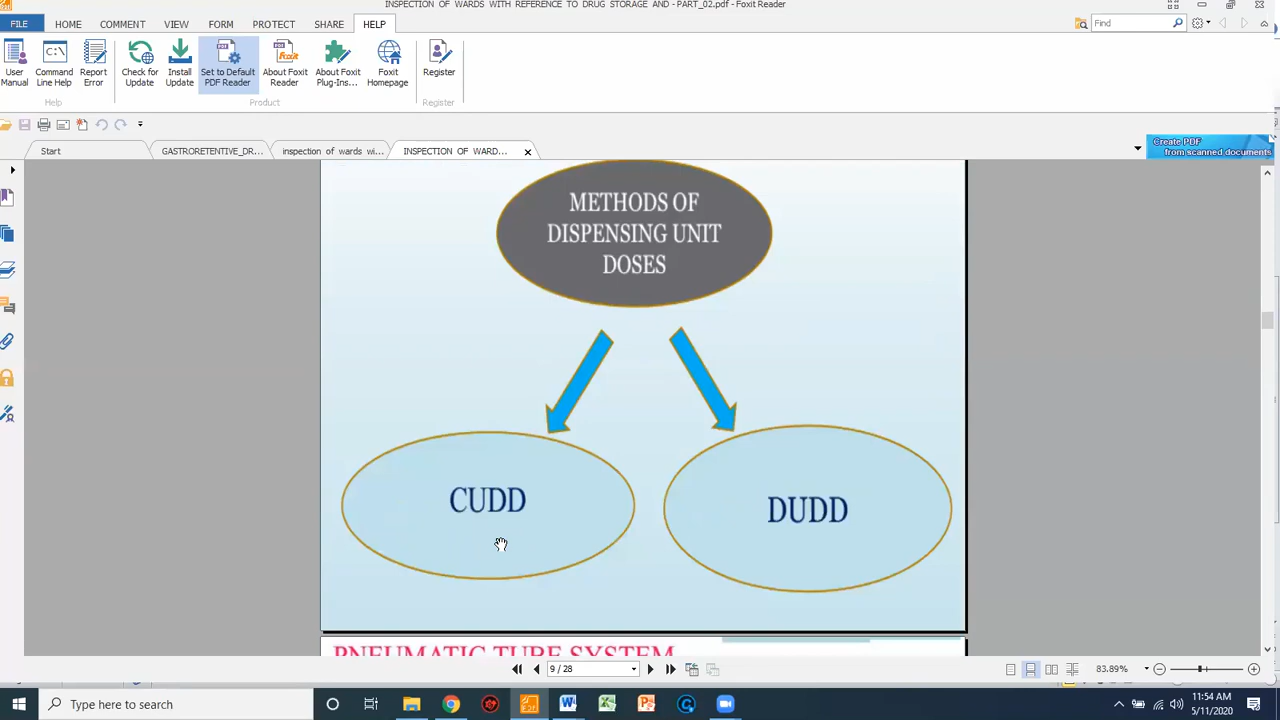 INSPECTION OF WARDS WITH REFERENCE TO DRUG STORAGE AND - PART_02.pdf - Foxit Reader
FILE HOME COMMENT VIEW FORM PROTECT SHARE HELP
Find
User Manual
Command Line Help
Report Error
Check for Update
Install Update
Set to Default PDF Reader
About Foxit Reader
About Foxit Plug-Ins...
Foxit Homepage
Register
Help Product Register
Start GASTRORETENTIVE_DR... inspection of wards wi... INSPECTION OF WARD...
Create PDF
from scanned documents
METHODS OF
DISPENSING UNIT
DOSES
CUDD
DUDD
PNEUMATIC TUBE SYSTEM
9 / 28
83.89%
Type here to search
11:54 AM
5/11/2020